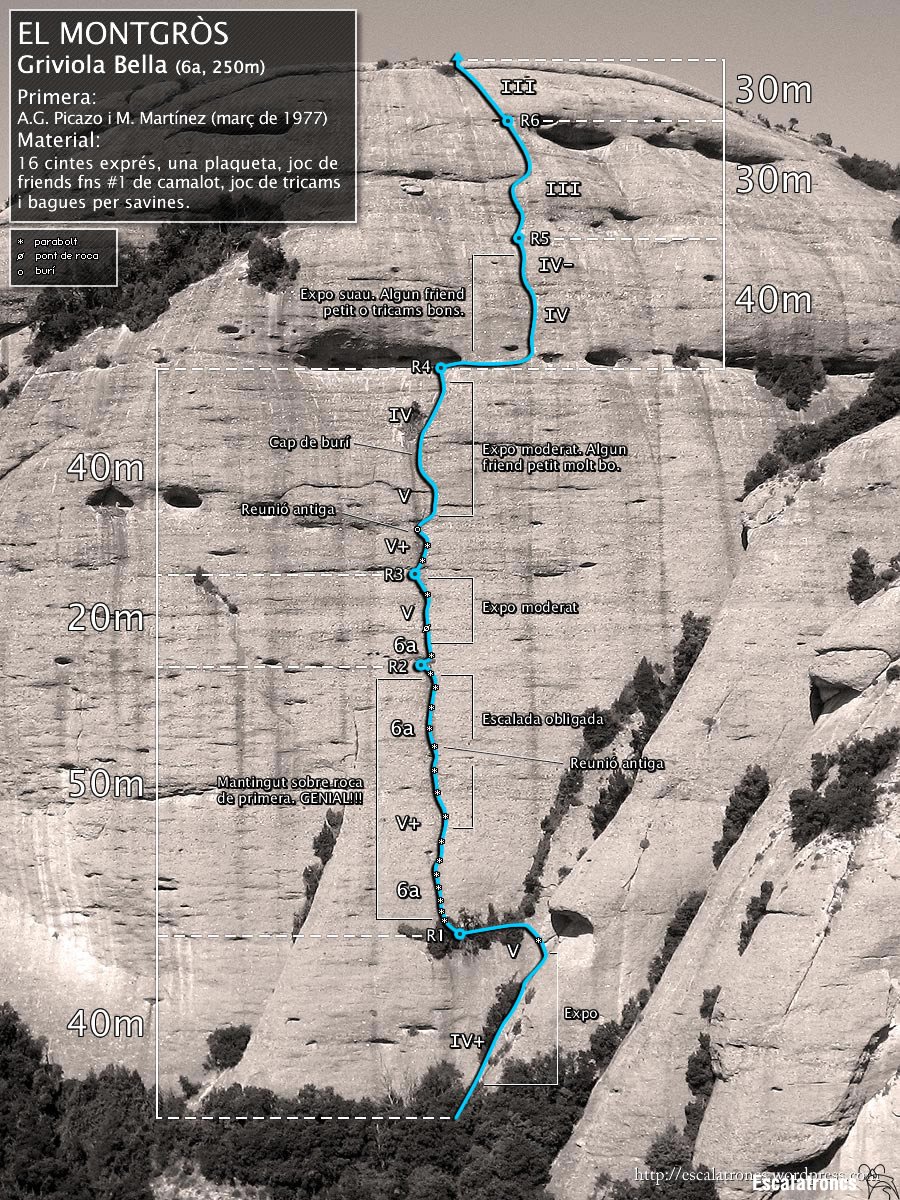 EL MONTGRÒS
Griviola Bella (6a, 250m)
Primera:
A.G. Picazo i M. Martínez (març de 1977)
Material:
16 cintes exprés, una plaqueta, joc de
friends fns #1 de camalot, joc de tricams
i bagues per savines.
* parabolt
ø pont de roca
o burí
III
30m
R6
III
30m
R5
IV-
Expo suau. Algun friend
petit o tricams bons.
IV
40m
R4
IV
Cap de burí
Expo moderat. Algun
friend petit molt bo.
40m
V
Reunió antiga
V+
R3
20m
V
Expo moderat
6a
R2
6a
Escalada obligada
Reunió antiga
50m
Mantingut sobre roca
de primera. GENIAL!!!
V+
6a
R1
V
Expo
40m
IV+
http://escalatroncs.wordpress.com
Escalatroncs